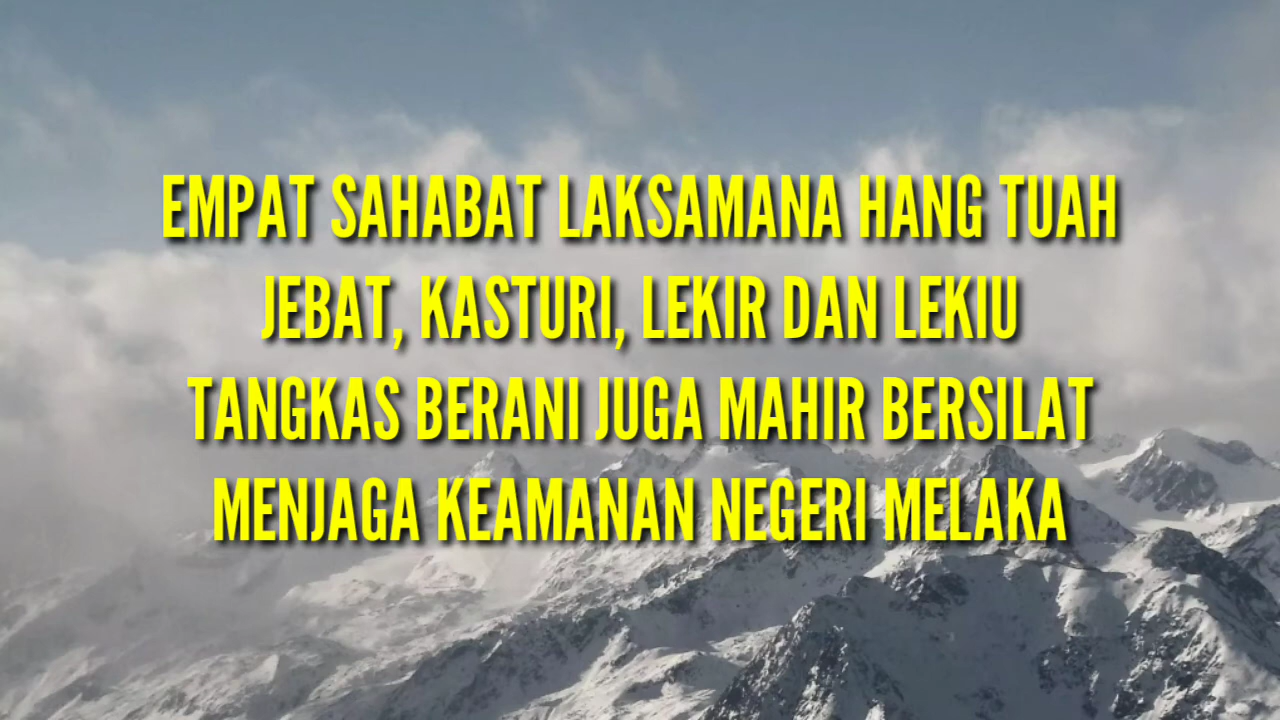 EMPAT SAHABAT LAKSAMANA HANG TUAH
JEBAT, KASTURI, LEKIR DAN LEKIU
TANGKAS BERANI JUGA MAHIR BERSILAT
MENJAGA KEAMANAN NEGERI MELAKA